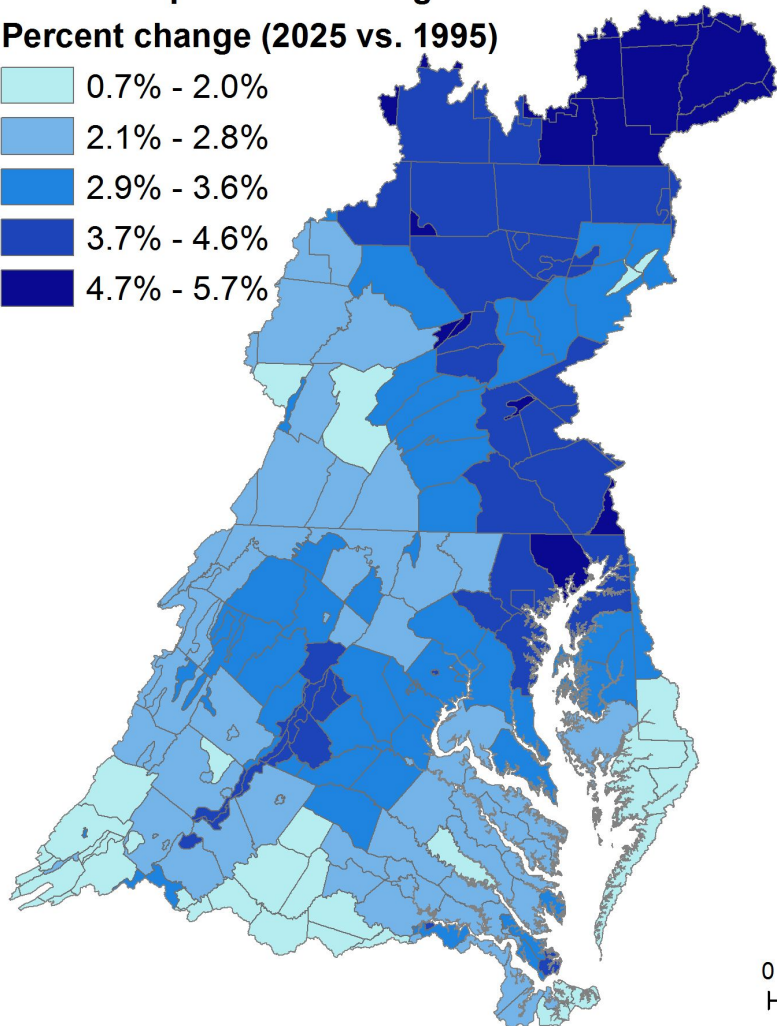 Percent change (2025 vs. 1995)
0.7% - 2.0%
2.1% - 2.8%
2.9% - 3.6%
3.7% - 4.6%
4.7% - 5.7%
0